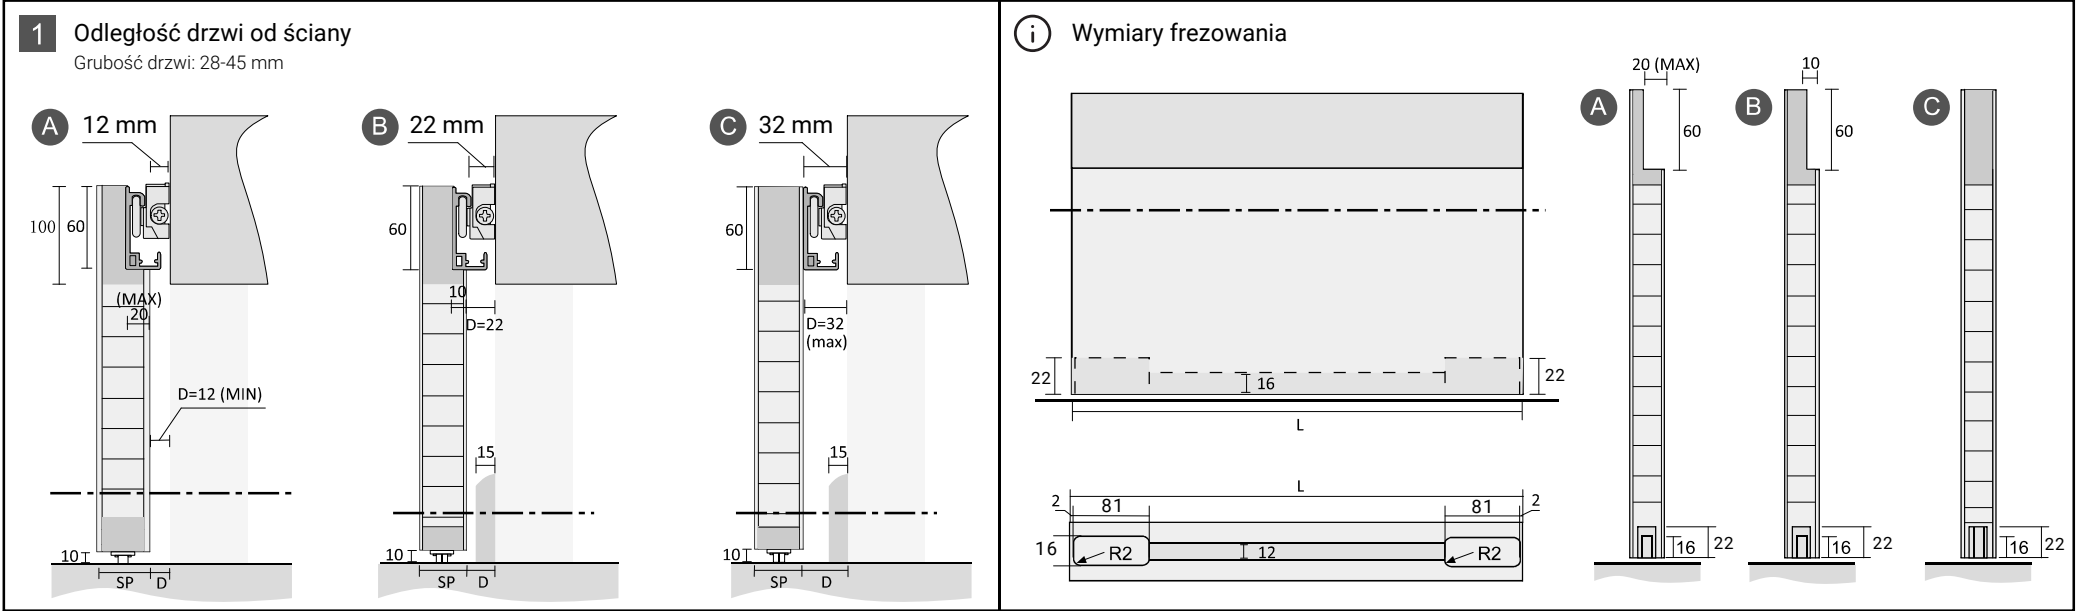 1 Odległość drzwi od ściany
Grubość drzwi: 28-45 mm
A 12 mm
100
60
(MAX)
20
D=12 (MIN)
10
SP D
B 22 mm
60
10
D=22
15
10
SP D
C 32 mm
60
D=32
(max)
15
10
SP D
i Wymiary frezowania
22
16
22
L
L
2
81
81
2
16
R2
12
R2
A
20 (MAX)
60
16
22
B
10
60
16
22
C
16
22